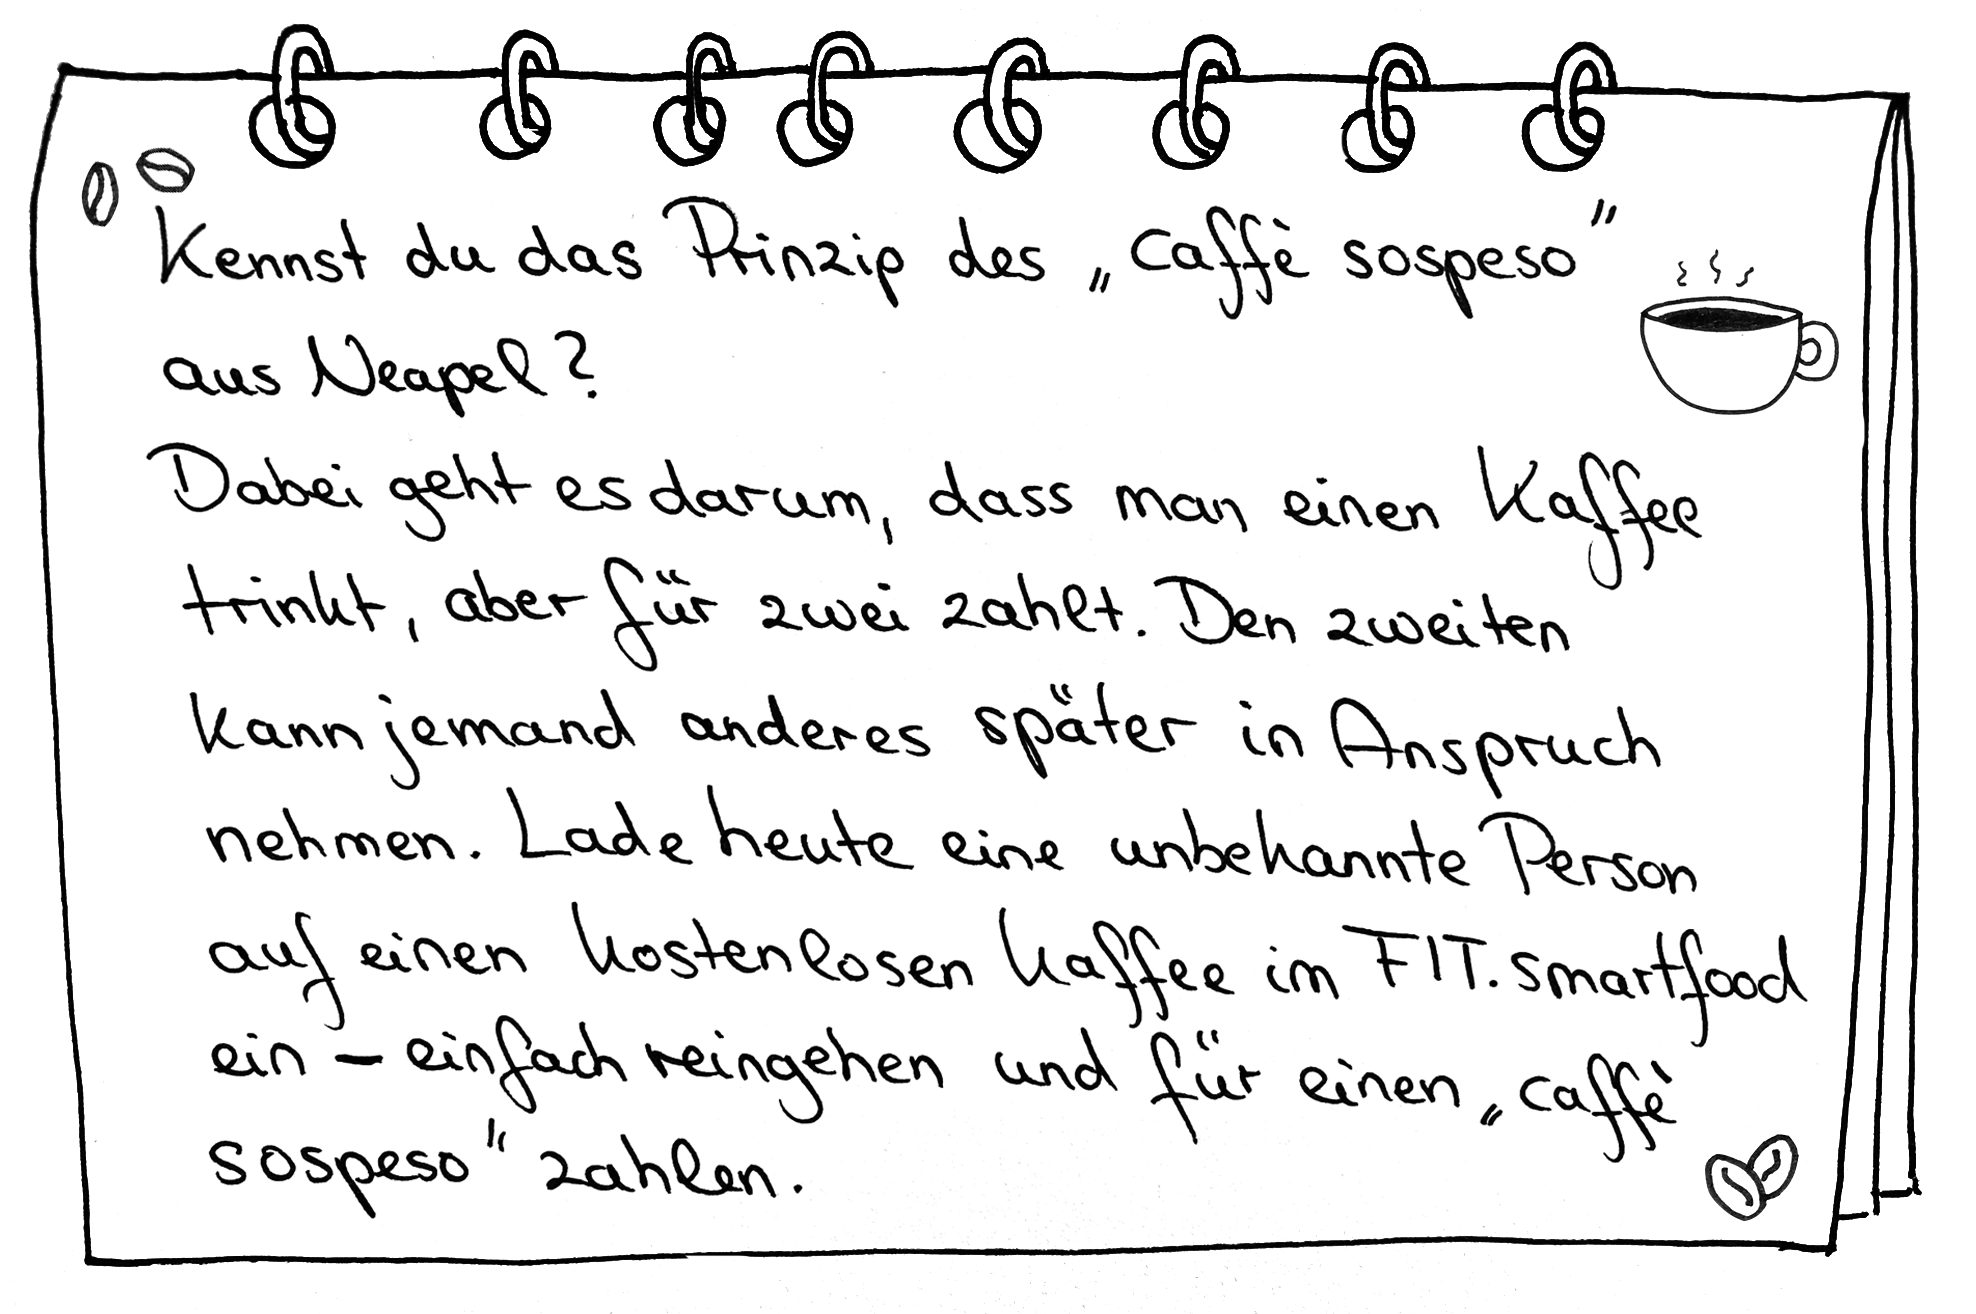 Kennst du das Prinzip des „caffè sospeso"
aus Neapel?
Dabei geht es darum, dass man einen Kaffee
trinkt, aber für zwei zahlt. Den zweiten
kann jemand anderes später in Anspruch
nehmen. Lade heute eine unbekannte Person
auf einen kostenlosen Kaffee im FIT.smartfood
ein – einfach reingehen und für einen „caffè
sospeso" zahlen.